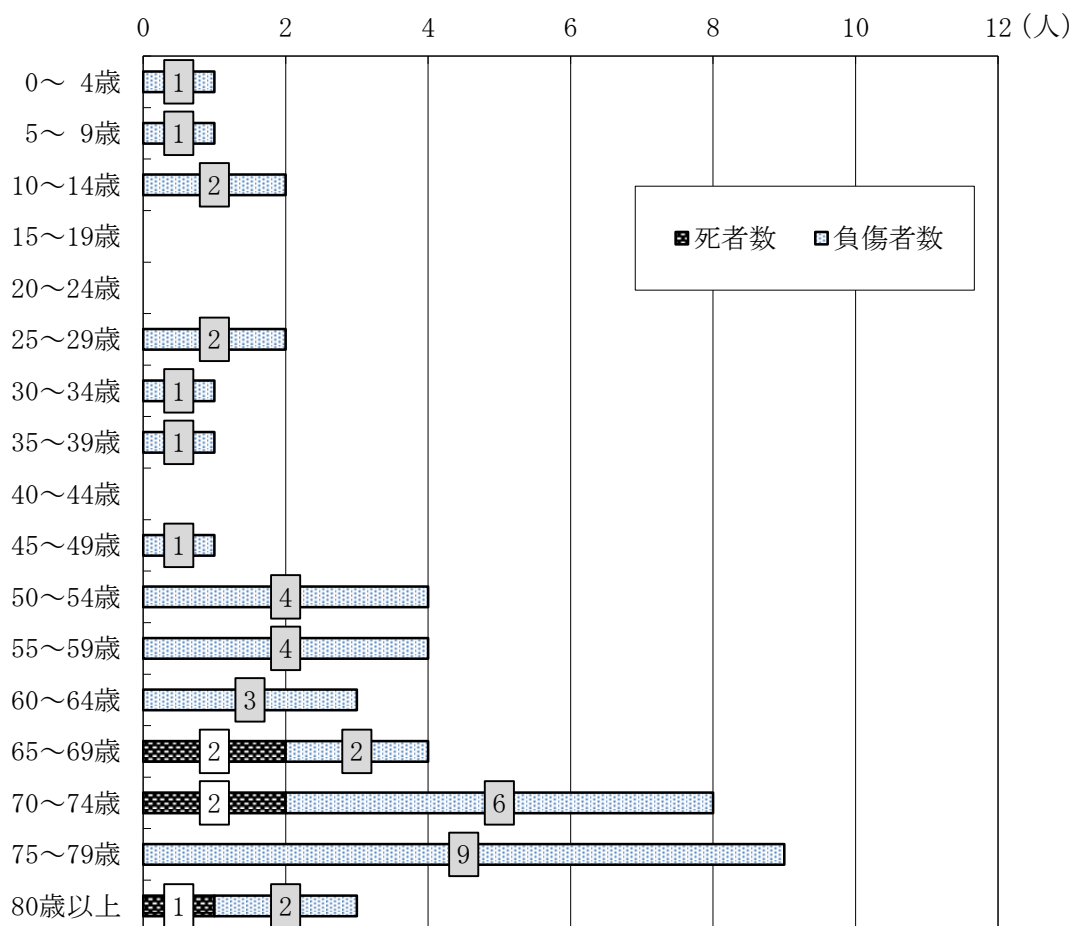 0 2 4 6 8 10 12 (人)
0～ 4歳 1
5～ 9歳 1
10～14歳 2
15～19歳
■死者数 □負傷者数
20～24歳
25～29歳 2
30～34歳 1
35～39歳 1
40～44歳
45～49歳 1
50～54歳 4
55～59歳 4
60～64歳 3
65～69歳 2 2
70～74歳 2 6
75～79歳 9
80歳以上 1 2